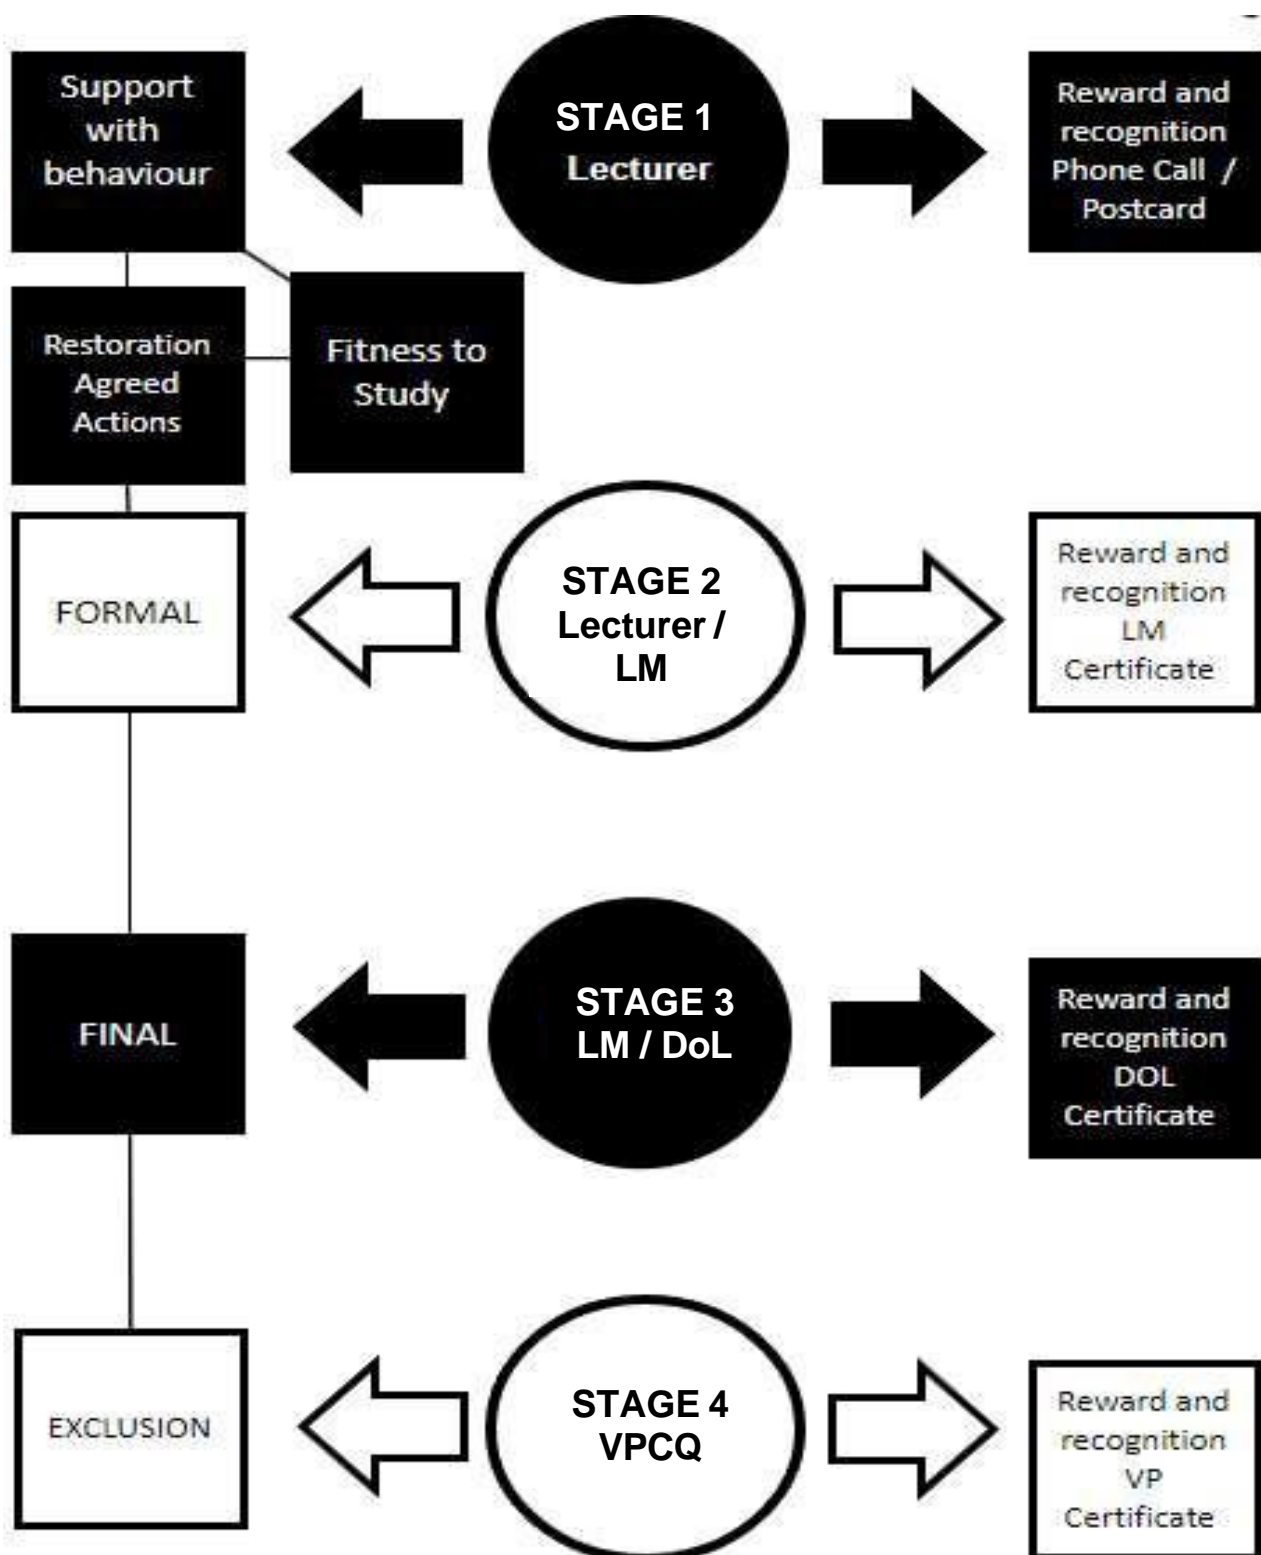 Support
with
behaviour
STAGE 1
Lecturer
Reward and
recognition
Phone Call /
Postcard
Restoration
Agreed
Actions
Fitness to
Study
FORMAL
STAGE 2
Lecturer /
LM
Reward and
recognition
LM
Certificate
FINAL
STAGE 3
LM / DoL
Reward and
recognition
DOL
Certificate
EXCLUSION
STAGE 4
VPCQ
Reward and
recognition
VP
Certificate